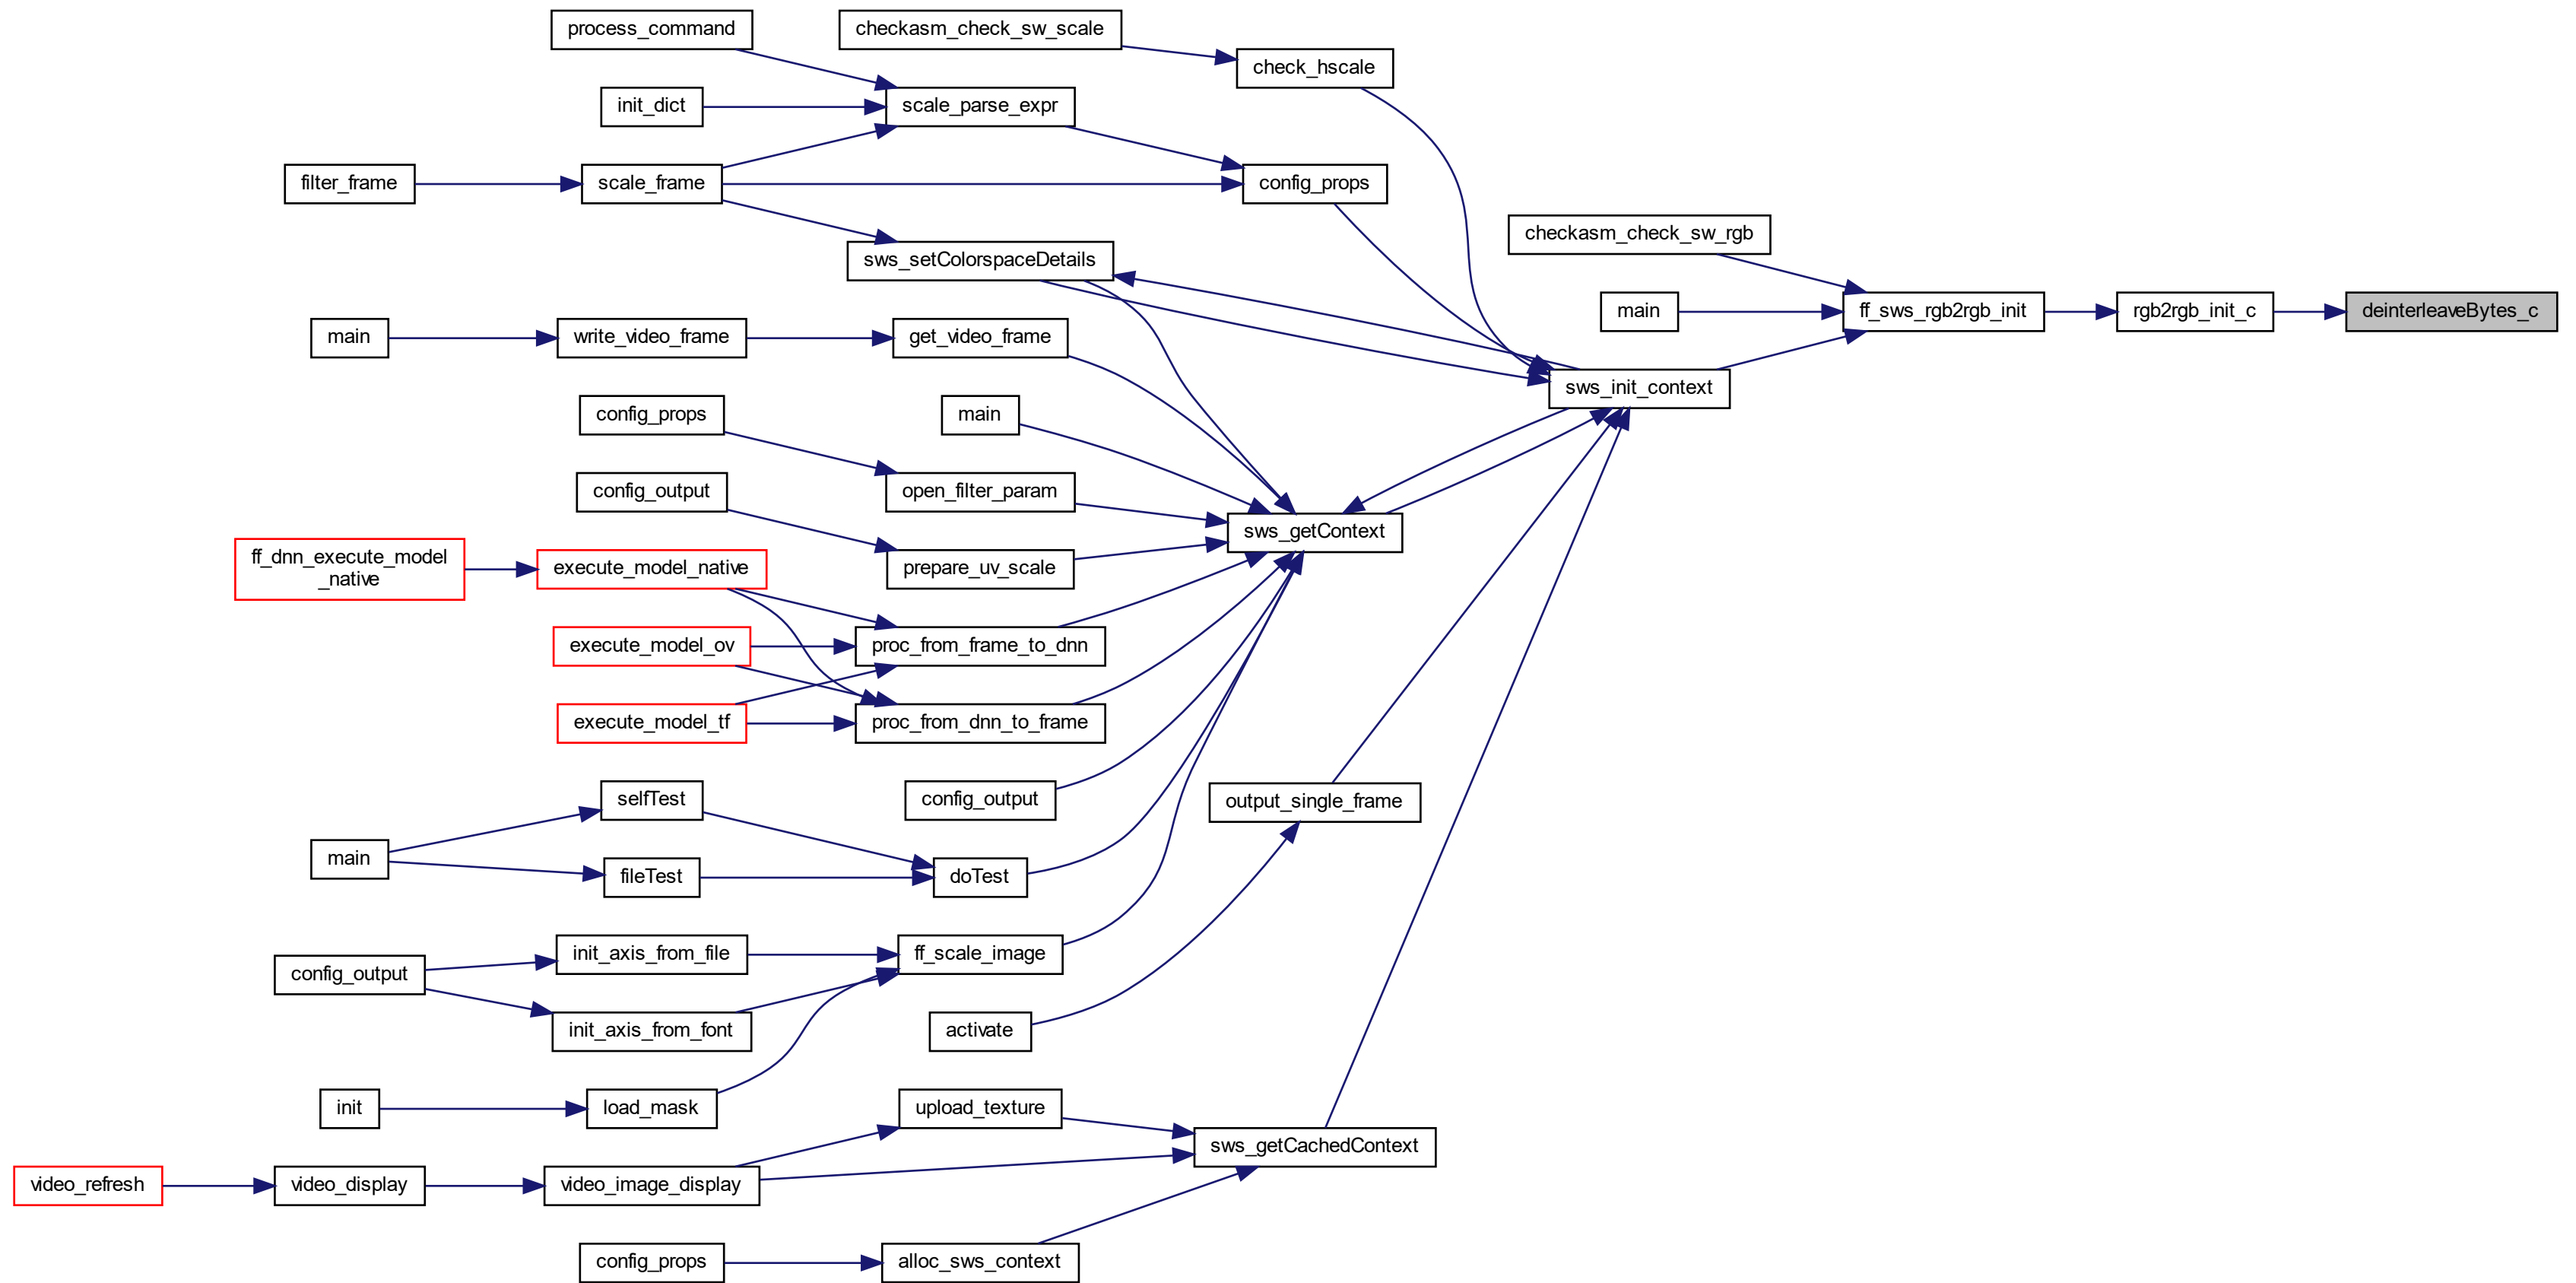 process_command
checkasm_check_sw_scale
check_hscale
init_dict
scale_parse_expr
filter_frame
scale_frame
config_props
checkasm_check_sw_rgb
sws_setColorspaceDetails
main
ff_sws_rgb2rgb_init
rgb2rgb_init_c
deinterleaveBytes_c
main
write_video_frame
get_video_frame
sws_init_context
config_props
main
config_output
open_filter_param
sws_getContext
ff_dnn_execute_model
_native
execute_model_native
prepare_uv_scale
execute_model_ov
proc_from_frame_to_dnn
execute_model_tf
proc_from_dnn_to_frame
selfTest
config_output
output_single_frame
main
fileTest
doTest
config_output
init_axis_from_file
ff_scale_image
init_axis_from_font
activate
init
load_mask
upload_texture
sws_getCachedContext
video_refresh
video_display
video_image_display
config_props
alloc_sws_context